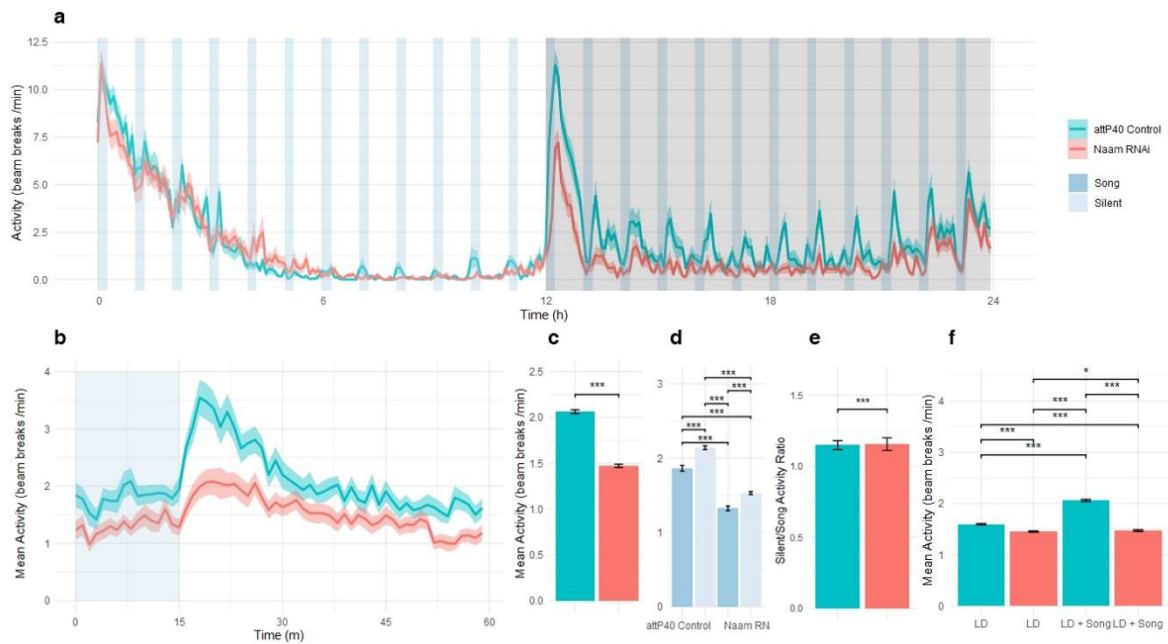 a
12.5
10.0
7.5
5.0
2.5
0.0
Activity (beam breaks /min)
0
6
12
18
24
Time (h)
attP40 Control
Naam RNAi
Song
Silent
b
4
3
2
1
0
Mean Activity (beam breaks /min)
0
15
30
45
60
Time (m)
c
2.5
2.0
1.5
1.0
0.5
0.0
Mean Activity (beam breaks /min)
***
d
3
2
1
0
Mean Activity (beam breaks /min)
***
***
***
***
***
***
attP40 Control
Naam RN
e
1.5
1.0
0.5
0.0
Silent/Song Activity Ratio
***
f
4
3
2
1
0
Mean Activity (beam breaks /min)
*
***
***
***
***
***
LD
LD
LD + Song
LD + Song